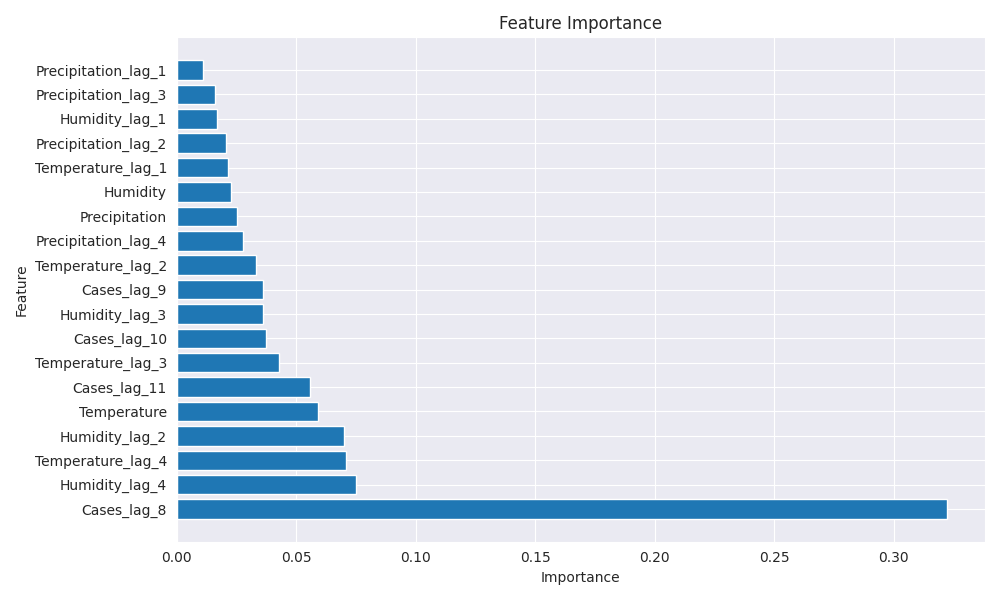 Feature Importance
Precipitation_lag_1
Precipitation_lag_3
Humidity_lag_1
Precipitation_lag_2
Temperature_lag_1
Humidity
Precipitation
Precipitation_lag_4
Temperature_lag_2
Cases_lag_9
Humidity_lag_3
Cases_lag_10
Temperature_lag_3
Cases_lag_11
Temperature
Humidity_lag_2
Temperature_lag_4
Humidity_lag_4
Cases_lag_8
Feature
0.00 0.05 0.10 0.15 0.20 0.25 0.30
Importance